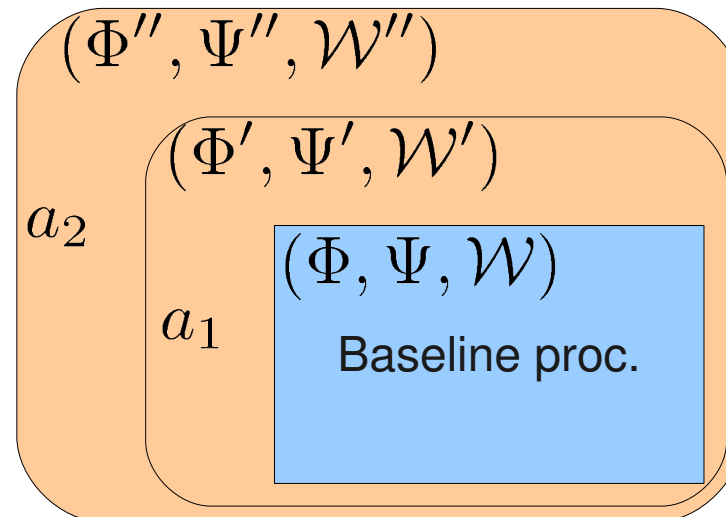 (Φ′′, Ψ′′, 𝒲′′)
(Φ′, Ψ′, 𝒲′)
a₂
(Φ, Ψ, 𝒲)
a₁
Baseline proc.